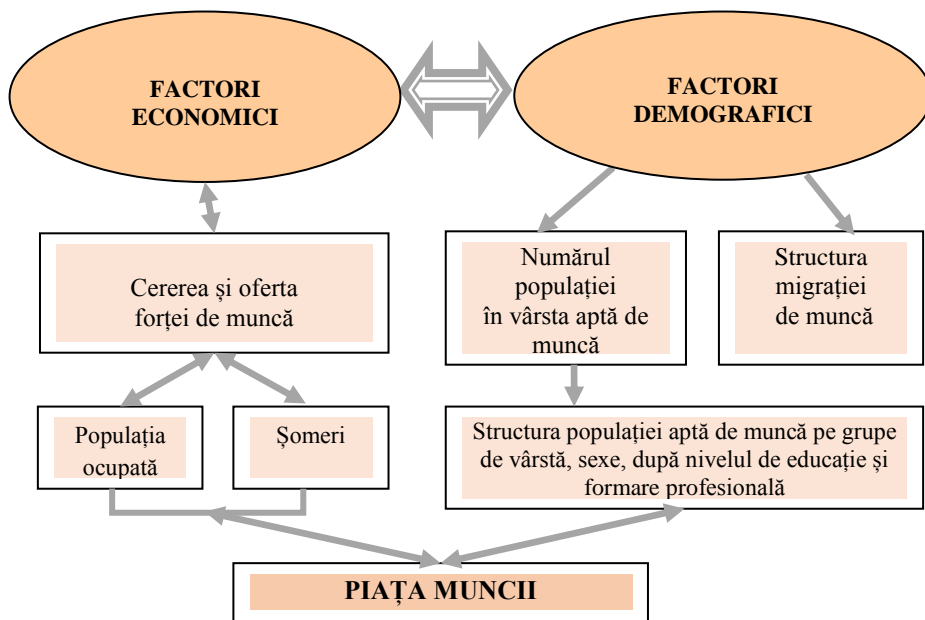 FACTORI
ECONOMICI
FACTORI
DEMOGRAFICI
Cererea și oferta
forței de muncă
Numărul
populației
în vârsta aptă de
muncă
Structura
migrației
de muncă
Populația
ocupată
Șomeri
Structura populației aptă de muncă pe grupe
de vârstă, sexe, după nivelul de educație și
formare profesională
PIAȚA MUNCII